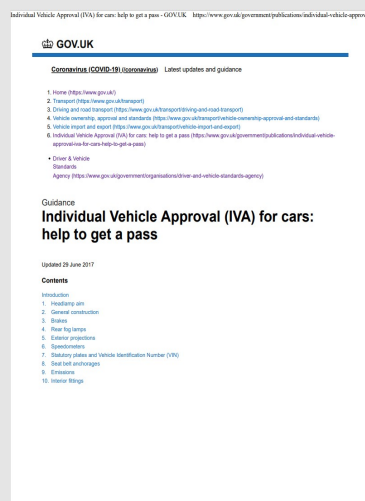 Individual Vehicle Approval (IVA) for cars: help to get a pass - GOV.UK https://www.gov.uk/government/publications/individual-vehicle-approv
GOV.UK
Coronavirus (COVID-19) (/coronavirus) Latest updates and guidance
1. Home (https://www.gov.uk/)
2. Transport (https://www.gov.uk/transport)
3. Driving and road transport (https://www.gov.uk/transport/driving-and-road-transport)
4. Vehicle ownership, approval and standards (https://www.gov.uk/transport/vehicle-ownership-approval-and-standards)
5. Vehicle import and export (https://www.gov.uk/transport/vehicle-import-and-export)
6. Individual Vehicle Approval (IVA) for cars: help to get a pass (https://www.gov.uk/government/publications/individual-vehicle-
approval-iva-for-cars-help-to-get-a-pass)
• Driver & Vehicle
Standards
Agency (https://www.gov.uk/government/organisations/driver-and-vehicle-standards-agency)
Guidance
Individual Vehicle Approval (IVA) for cars:
help to get a pass
Updated 29 June 2017
Contents
Introduction
1. Headlamp aim
2. General construction
3. Brakes
4. Rear fog lamps
5. Exterior projections
6. Speedometers
7. Statutory plates and Vehicle Identification Number (VIN)
8. Seat belt anchorages
9. Emissions
10. Interior fittings